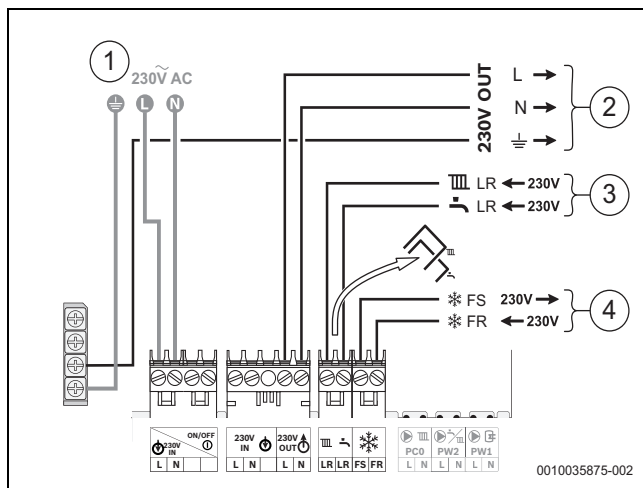 1
230V AC
L
N
230V OUT
L
N
2
LR 230V
LR 230V
3
FS 230V
FR 230V
4
230V IN
ON/OFF
L N
230V IN
230V OUT
L N L N
LR LR FS FR
PC0 PW2 PW1
L N L N L N
0010035875-002